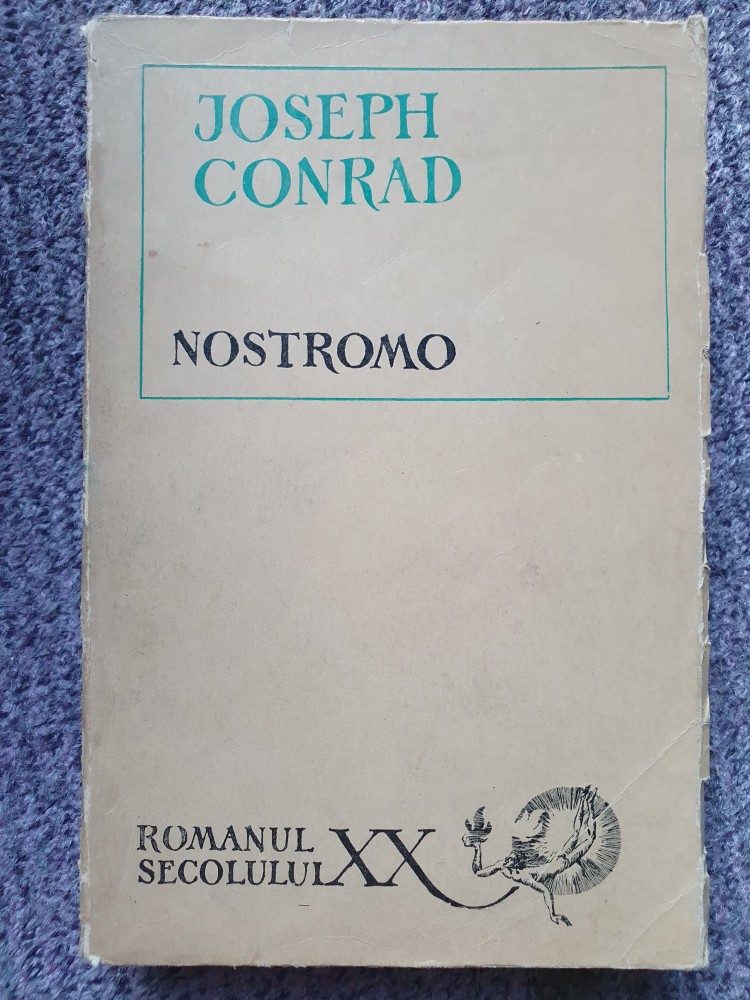 JOSEPH
CONRAD
NOSTROMO
ROMANUL
SECOLULUI XX